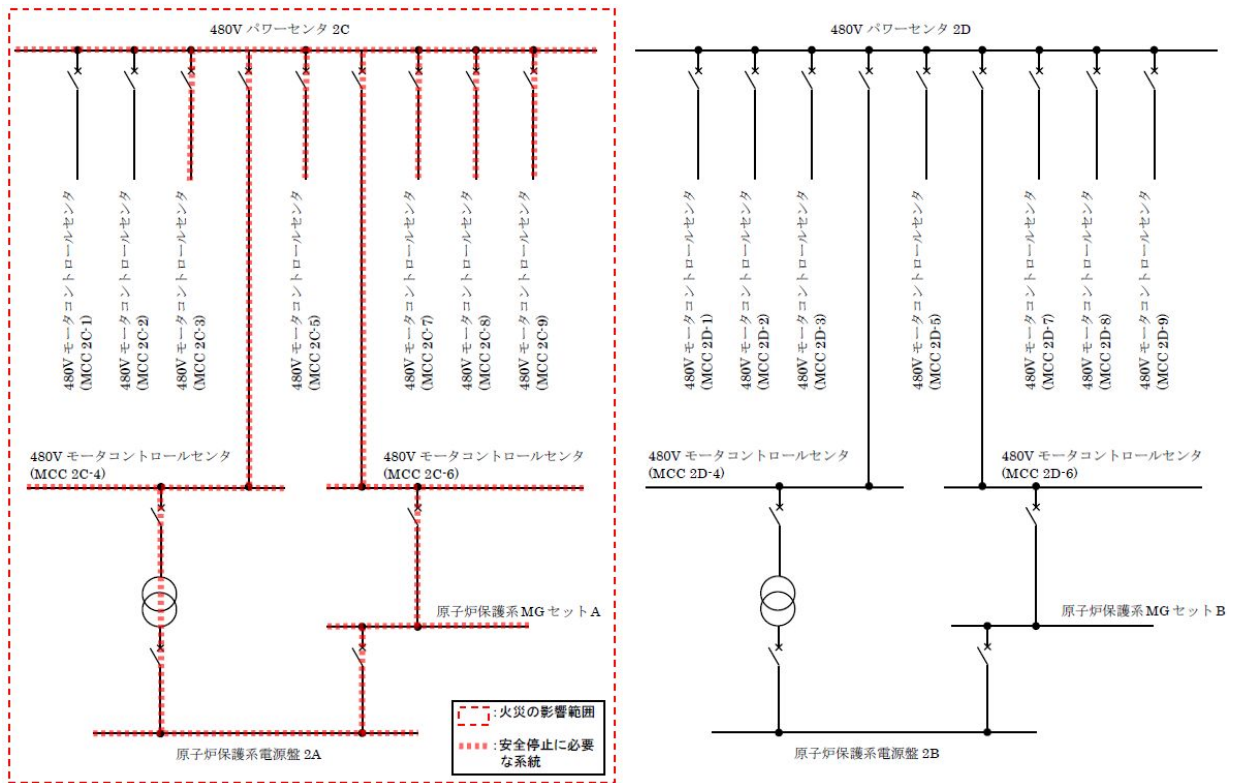 480V パワーセンタ 2C
480V モータコントロールセンタ
(MCC 2C-1)
480V モータコントロールセンタ
(MCC 2C-2)
480V モータコントロールセンタ
(MCC 2C-3)
480V モータコントロールセンタ
(MCC 2C-5)
480V モータコントロールセンタ
(MCC 2C-7)
480V モータコントロールセンタ
(MCC 2C-8)
480V モータコントロールセンタ
(MCC 2C-9)
480V モータコントロールセンタ
(MCC 2C-4)
480V モータコントロールセンタ
(MCC 2C-6)
原子炉保護系 MG セット A
原子炉保護系電源盤 2A
:火災の影響範囲
:安全停止に必要
な系統
480V パワーセンタ 2D
480V モータコントロールセンタ
(MCC 2D-1)
480V モータコントロールセンタ
(MCC 2D-2)
480V モータコントロールセンタ
(MCC 2D-3)
480V モータコントロールセンタ
(MCC 2D-5)
480V モータコントロールセンタ
(MCC 2D-7)
480V モータコントロールセンタ
(MCC 2D-8)
480V モータコントロールセンタ
(MCC 2D-9)
480V モータコントロールセンタ
(MCC 2D-4)
480V モータコントロールセンタ
(MCC 2D-6)
原子炉保護系 MG セット B
原子炉保護系電源盤 2B